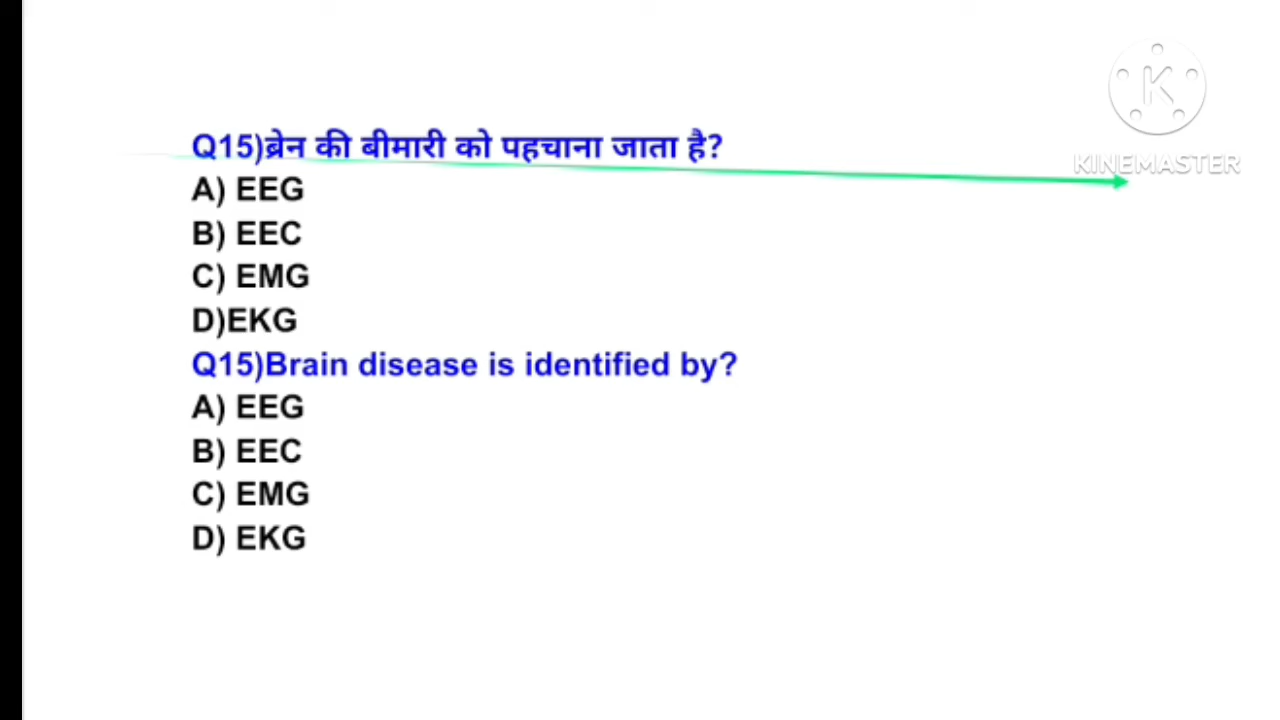 Q15)ब्रेन की बीमारी को पहचाना जाता है?
A) EEG
B) EEC
C) EMG
D)EKG
Q15)Brain disease is identified by?
A) EEG
B) EEC
C) EMG
D) EKG
K
KINEMASTER